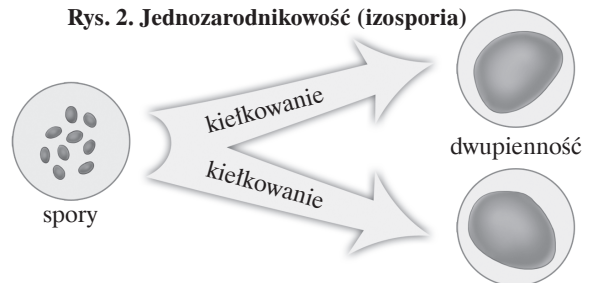 Rys. 2. Jednozarodnikowość (izosporia)
kiełkowanie
dwupienność
kiełkowanie
spory